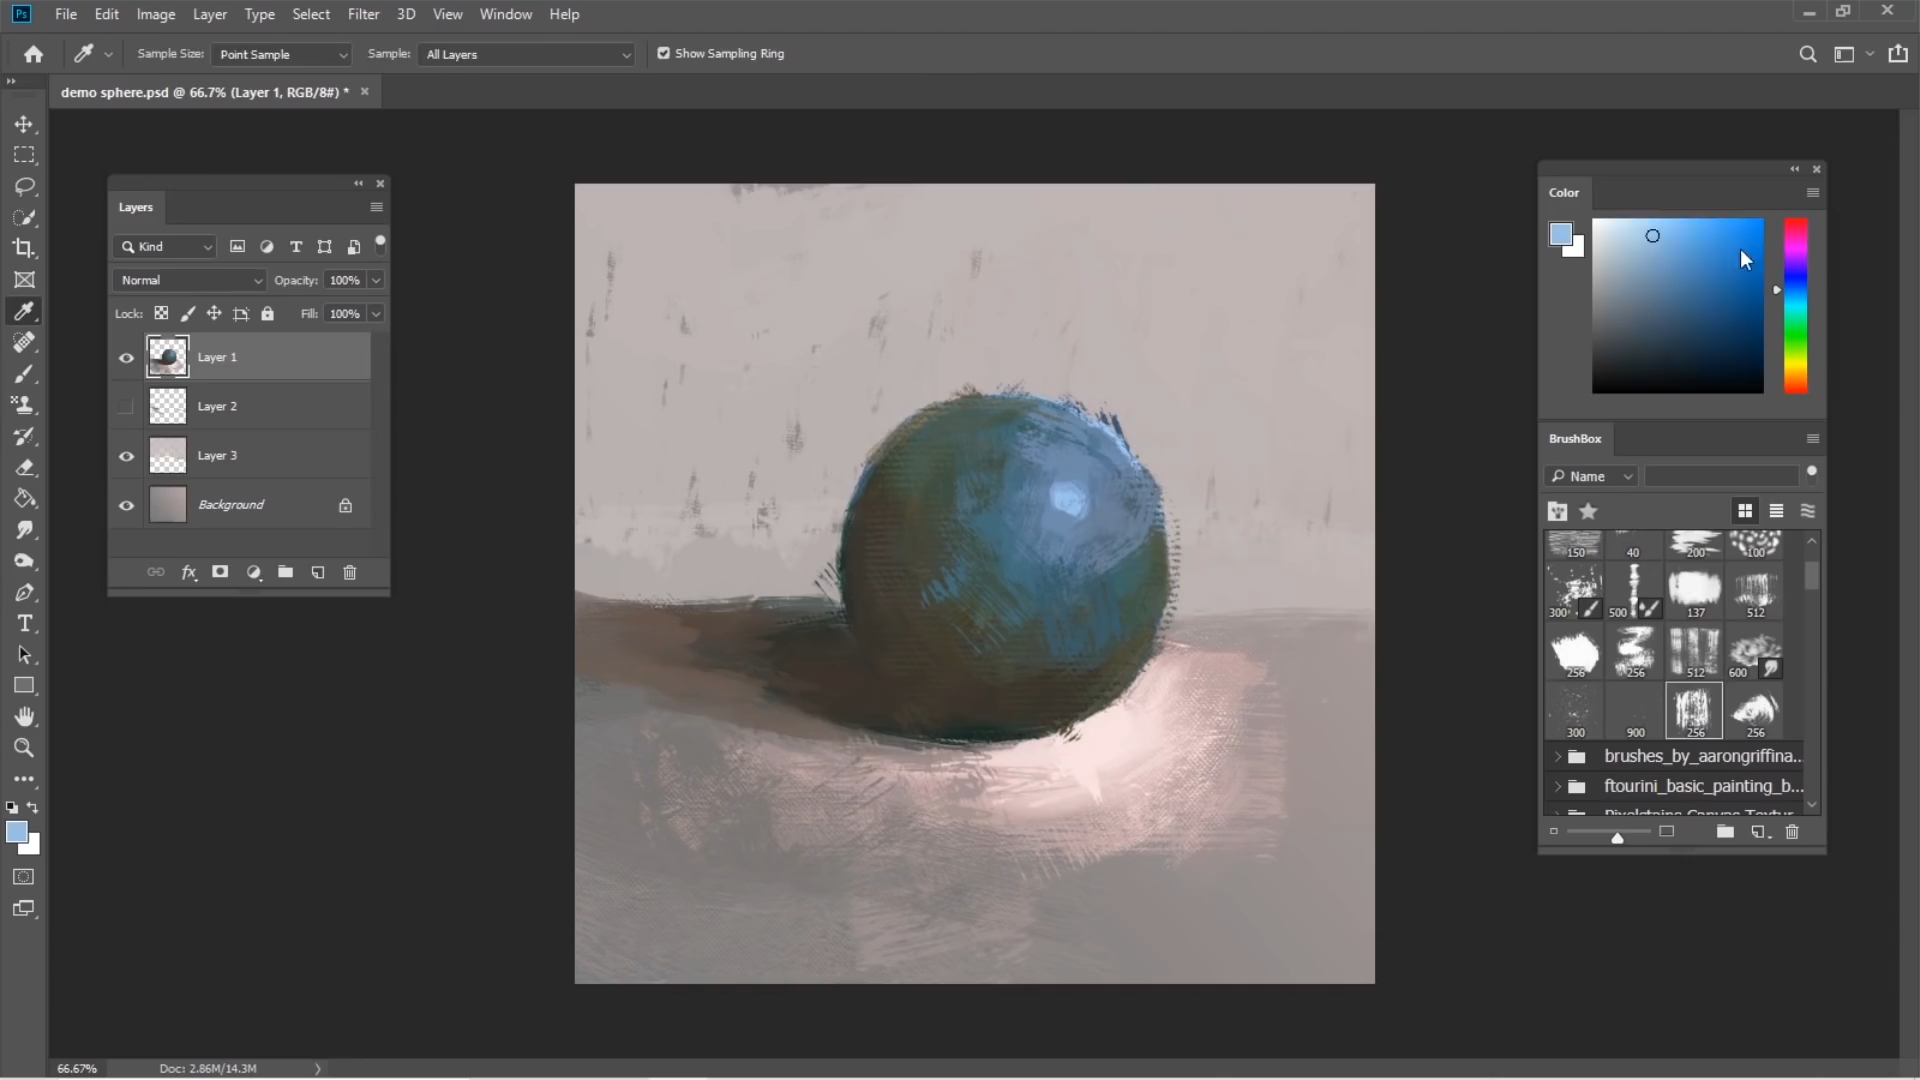 Ps File Edit Image Layer Type Select Filter 3D View Window Help
Sample Size: Point Sample Sample: All Layers Show Sampling Ring
demo sphere.psd @ 66.7% (Layer 1, RGB/8#) *
Layers
Kind
Normal Opacity: 100%
Lock: Fill: 100%
Layer 1
Layer 2
Layer 3
Background
fx
Color
BrushBox
Name
150 40 200 100
300 500 137 512
256 256 512 600
300 900 256 256
brushes_by_aarongriffina...
ftourini_basic_painting_b...
66.67% Doc: 2.86M/14.3M